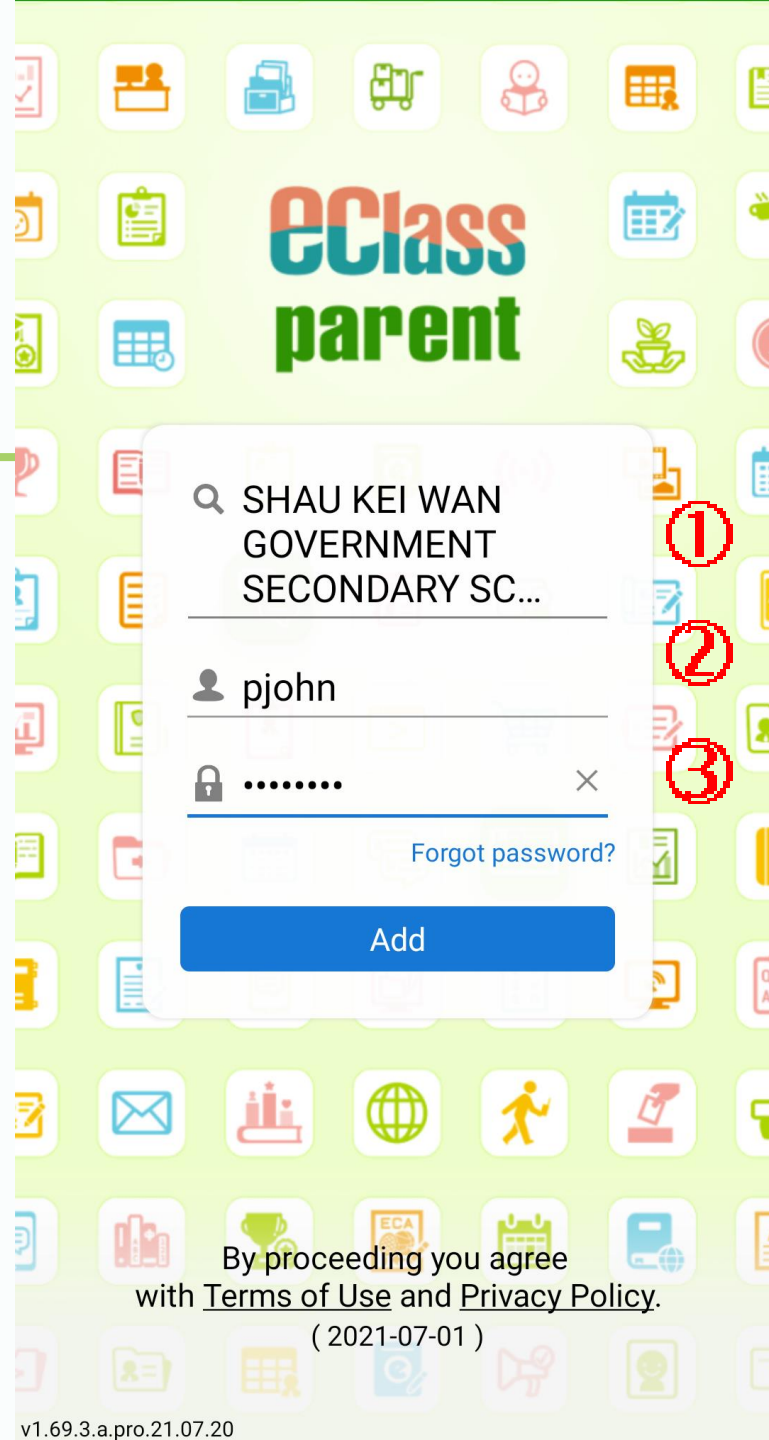 eClass
parent
SHAU KEI WAN
GOVERNMENT
SECONDARY SC...
①
pjohn
②
••••••••
③
Forgot password?
Add
ECA
By proceeding you agree
with Terms of Use and Privacy Policy.
( 2021-07-01 )
v1.69.3.a.pro.21.07.20